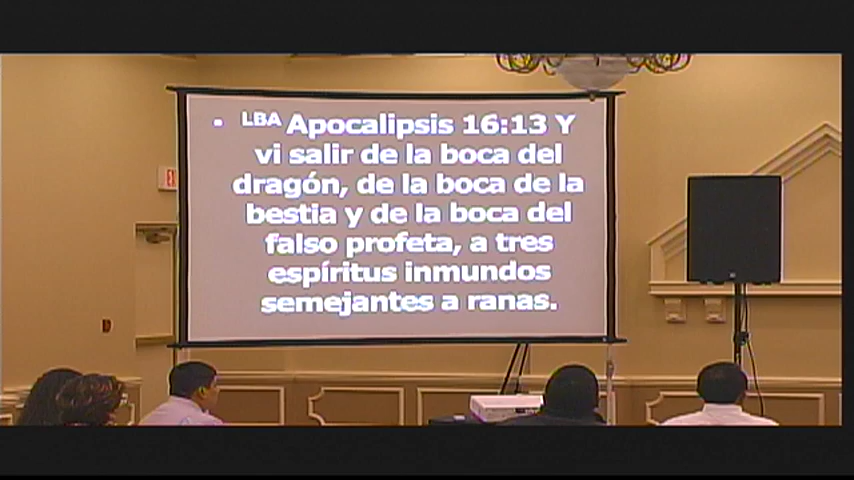 LBA Apocalipsis 16:13 Y
vi salir de la boca del
dragón, de la boca de la
bestia y de la boca del
falso profeta, a tres
espíritus inmundos
semejantes a ranas.